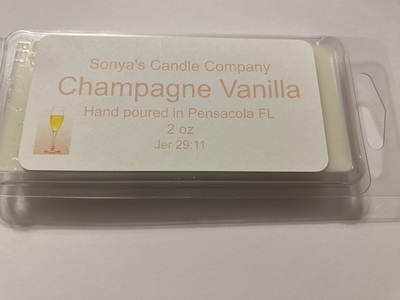 Sonya's Candle Company
Champagne Vanilla
Hand poured in Pensacola FL
2 oz
Jer 29:11